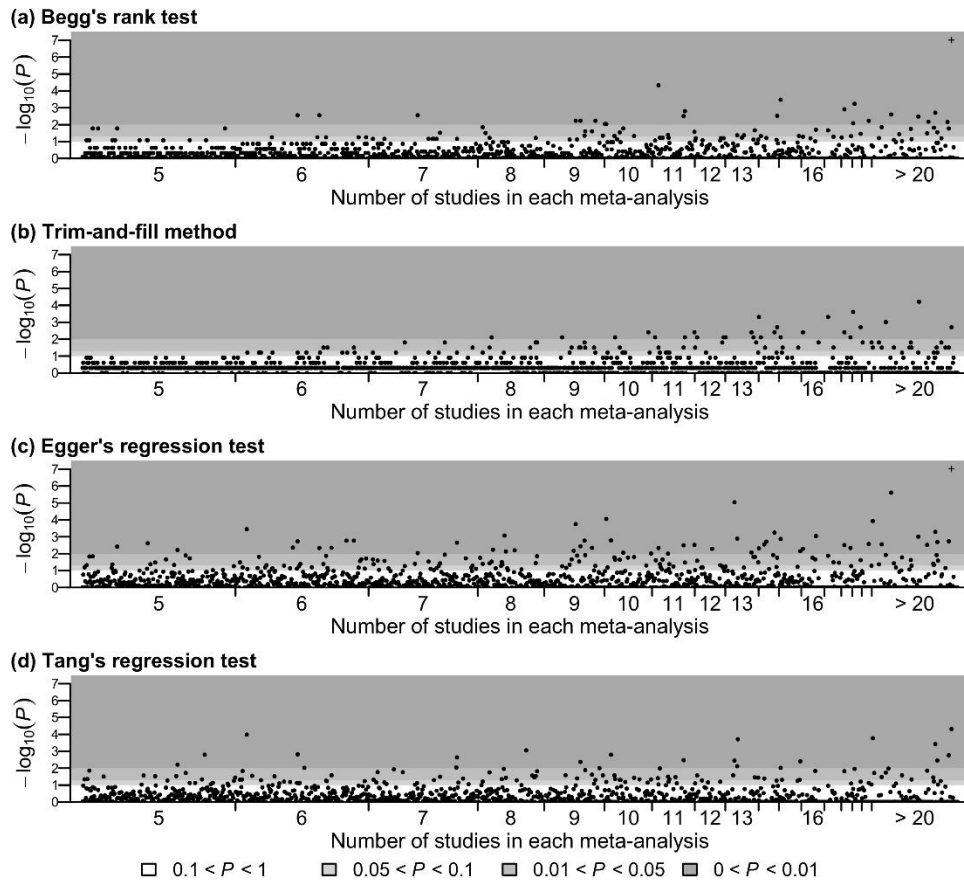 (a) Begg's rank test
− log10(P)
7
6
5
4
3
2
1
0
5 6 7 8 9 10 11 12 13 16 > 20
Number of studies in each meta-analysis
(b) Trim-and-fill method
− log10(P)
7
6
5
4
3
2
1
0
5 6 7 8 9 10 11 12 13 16 > 20
Number of studies in each meta-analysis
(c) Egger's regression test
− log10(P)
7
6
5
4
3
2
1
0
5 6 7 8 9 10 11 12 13 16 > 20
Number of studies in each meta-analysis
(d) Tang's regression test
− log10(P)
7
6
5
4
3
2
1
0
5 6 7 8 9 10 11 12 13 16 > 20
Number of studies in each meta-analysis
0.1 < P < 1 0.05 < P < 0.1 0.01 < P < 0.05 0 < P < 0.01